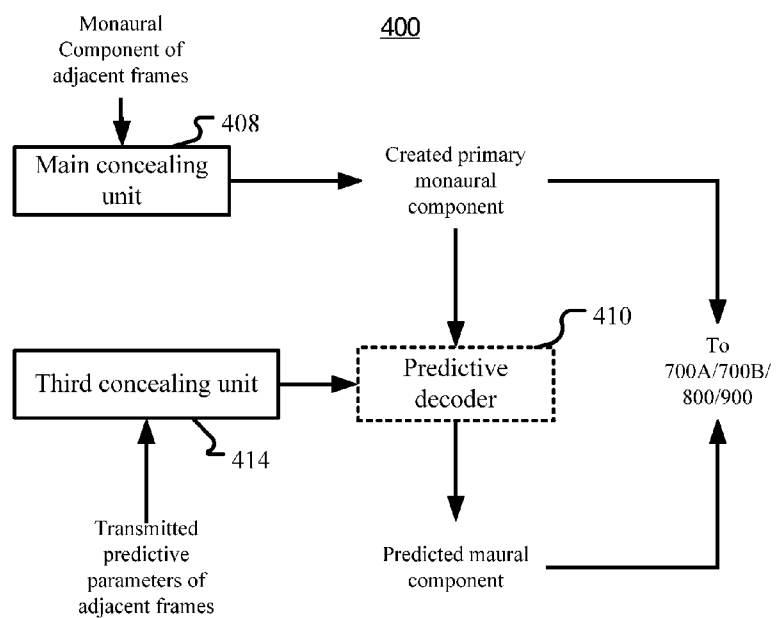 400
Monaural
Component of
adjacent frames
408
Main concealing
unit
Created primary
monaural
component
410
Third concealing unit
Predictive
decoder
To
700A/700B/
800/900
414
Transmitted
predictive
parameters of
adjacent frames
Predicted maural
component